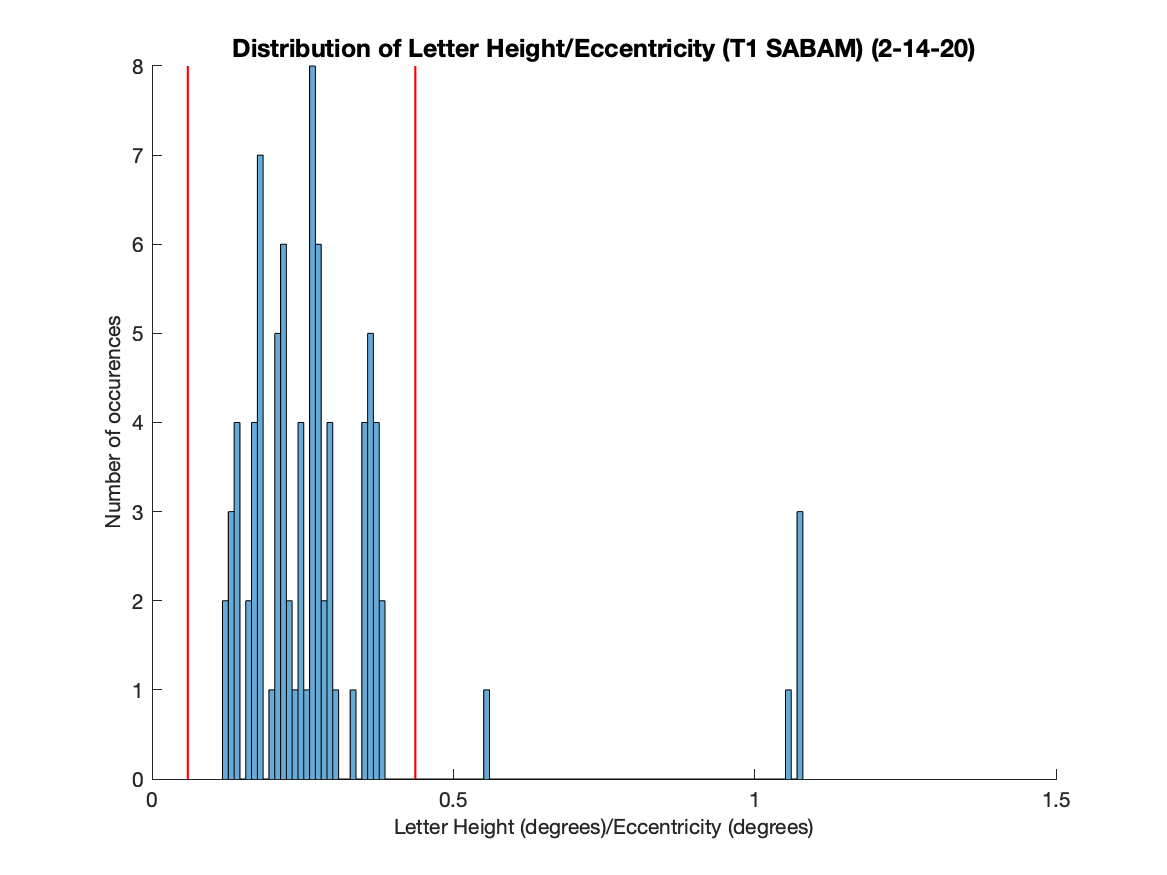 Distribution of Letter Height/Eccentricity (T1 SABAM) (2-14-20)
8
7
6
5
4
3
2
1
0
Number of occurences
0 0.5 1 1.5
Letter Height (degrees)/Eccentricity (degrees)